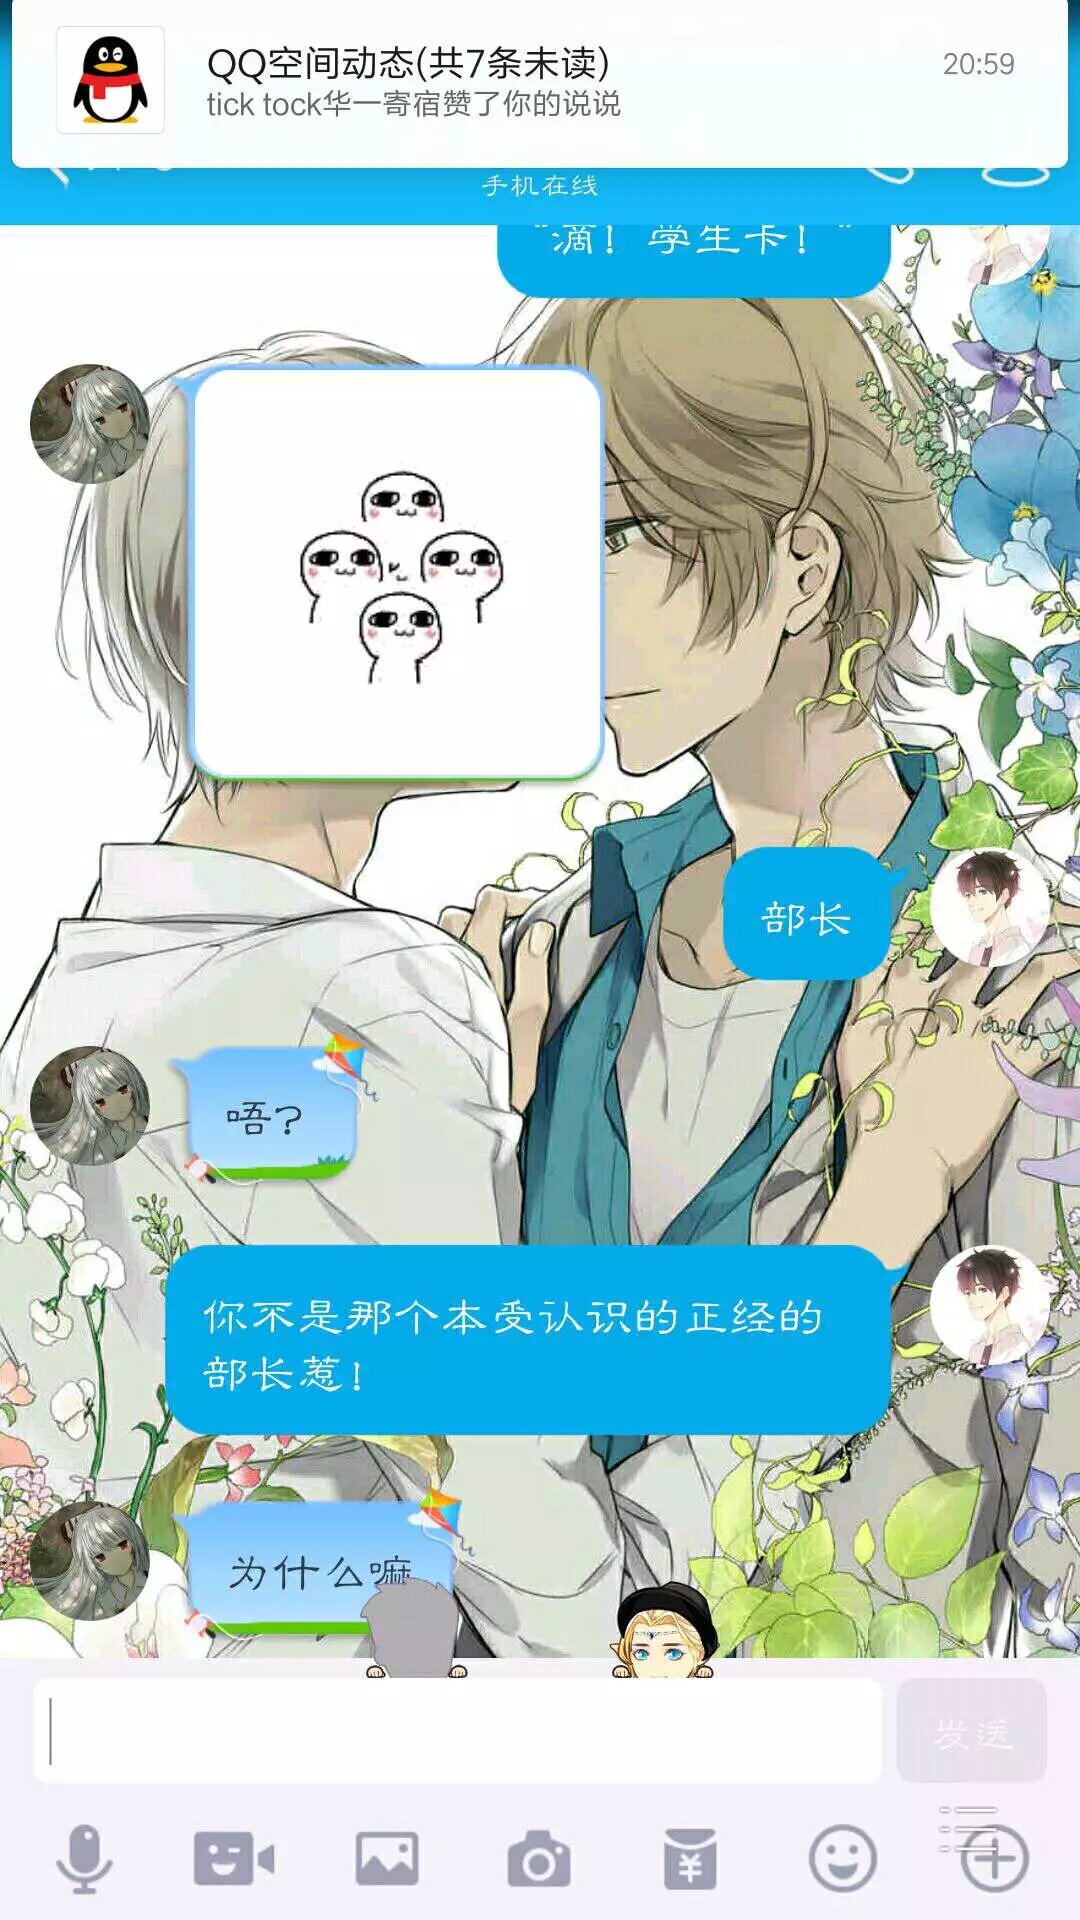 QQ空间动态(共7条未读)
20:59
tick tock华一寄宿赞了你的说说
手机在线
“滴！学生卡！”
部长
唔？
你不是那个本受认识的正经的
部长惹！
为什么嘛
发送